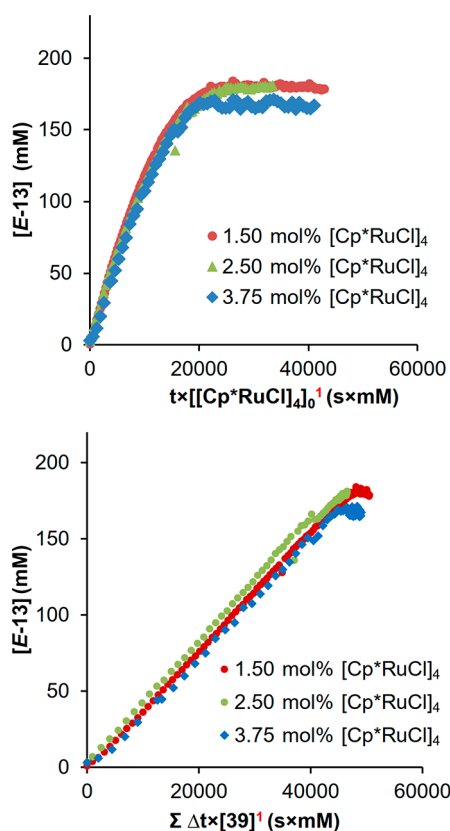 200
150
100
50
0
[E-13] (mM)
1.50 mol% [Cp*RuCl]₄
2.50 mol% [Cp*RuCl]₄
3.75 mol% [Cp*RuCl]₄
0 20000 40000 60000
t×[[Cp*RuCl]₄]₀¹ (s×mM)
200
150
100
50
0
[E-13] (mM)
1.50 mol% [Cp*RuCl]₄
2.50 mol% [Cp*RuCl]₄
3.75 mol% [Cp*RuCl]₄
0 20000 40000 60000
Σ Δt×[39]¹ (s×mM)